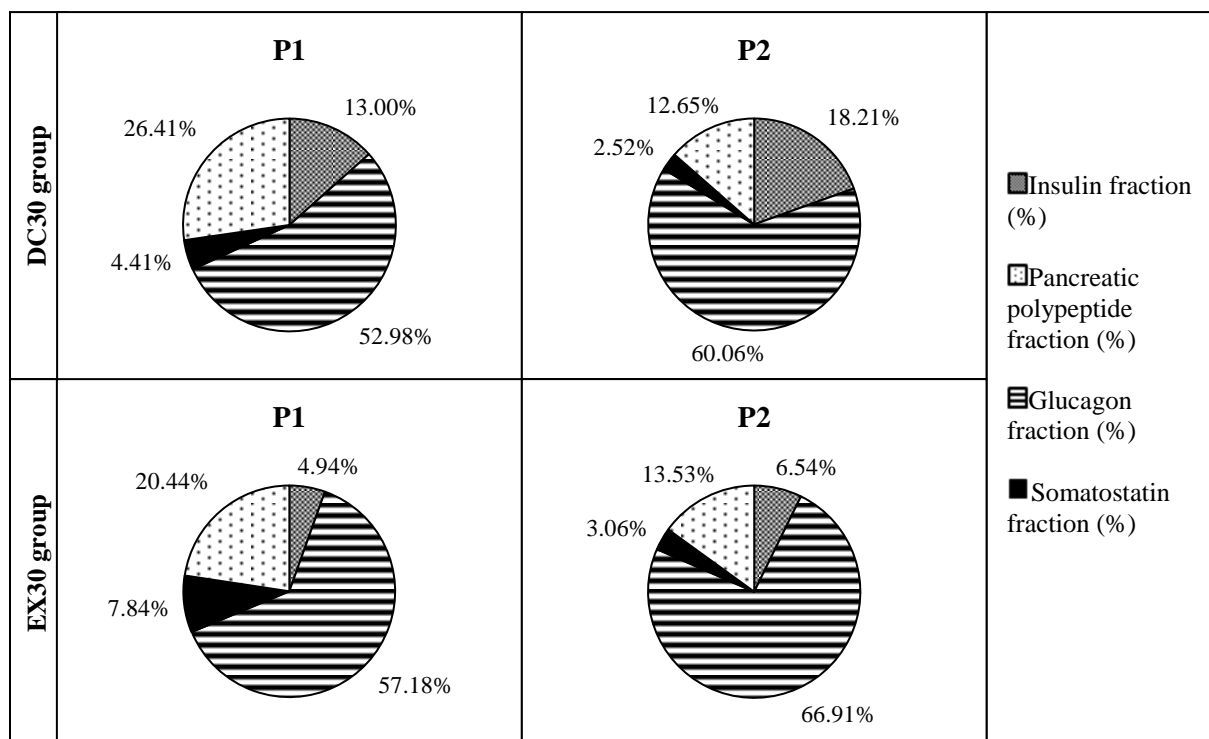 DC30 group
P1
13.00%
26.41%
4.41%
52.98%
P2
12.65%
18.21%
2.52%
60.06%
EX30 group
P1
4.94%
20.44%
7.84%
57.18%
P2
13.53%
6.54%
3.06%
66.91%
Insulin fraction
(%)
Pancreatic
polypeptide
fraction (%)
Glucagon
fraction (%)
Somatostatin
fraction (%)